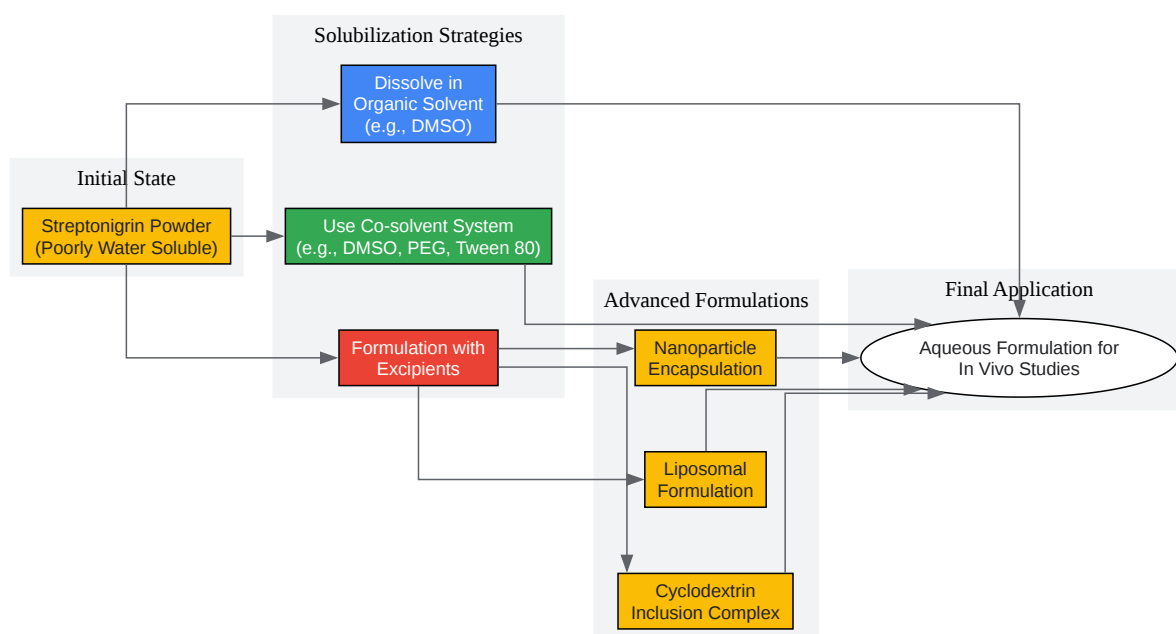 Solubilization Strategies
Dissolve in
Organic Solvent
(e.g., DMSO)
Initial State
Streptonigrin Powder
(Poorly Water Soluble)
Use Co-solvent System
(e.g., DMSO, PEG, Tween 80)
Formulation with
Excipients
Advanced Formulations
Nanoparticle
Encapsulation
Liposomal
Formulation
Cyclodextrin
Inclusion Complex
Final Application
Aqueous Formulation for
In Vivo Studies